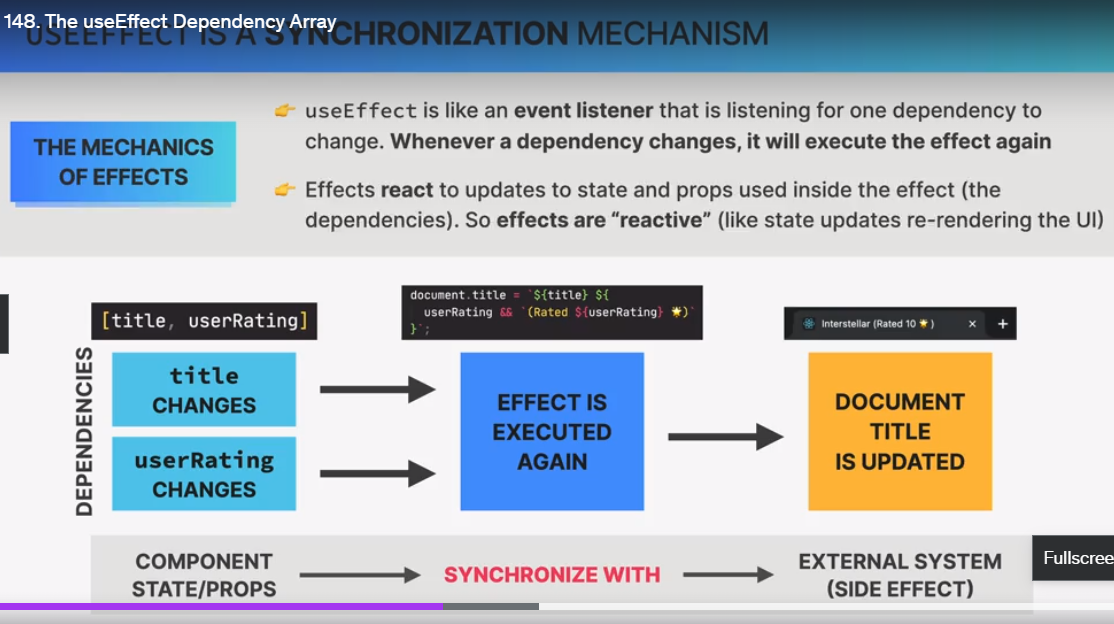 148. The useEffect Dependency Array
USEEFFECT IS A SYNCHRONIZATION MECHANISM
THE MECHANICS
OF EFFECTS
👉 useEffect is like an event listener that is listening for one dependency to
change. Whenever a dependency changes, it will execute the effect again
👉 Effects react to updates to state and props used inside the effect (the
dependencies). So effects are “reactive” (like state updates re-rendering the UI)
[title, userRating]
document.title = `${title} ${
userRating && `(Rated ${userRating} 🌟)`
}`;
Interstellar (Rated 10 🌟) × +
DEPENDENCIES
title
CHANGES
userRating
CHANGES
EFFECT IS
EXECUTED
AGAIN
DOCUMENT
TITLE
IS UPDATED
COMPONENT
STATE/PROPS
SYNCHRONIZE WITH
EXTERNAL SYSTEM
(SIDE EFFECT)
Fullscree